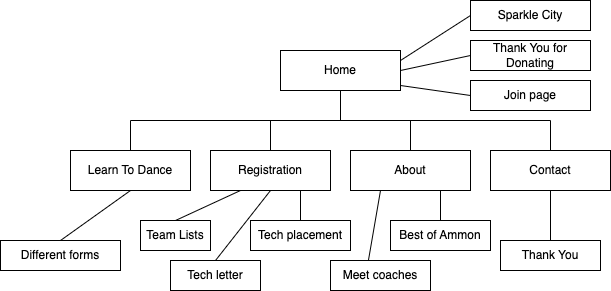 Sparkle City
Thank You for
Donating
Home
Join page
Learn To Dance
Registration
About
Contact
Team Lists
Tech placement
Best of Ammon
Different forms
Thank You
Tech letter
Meet coaches